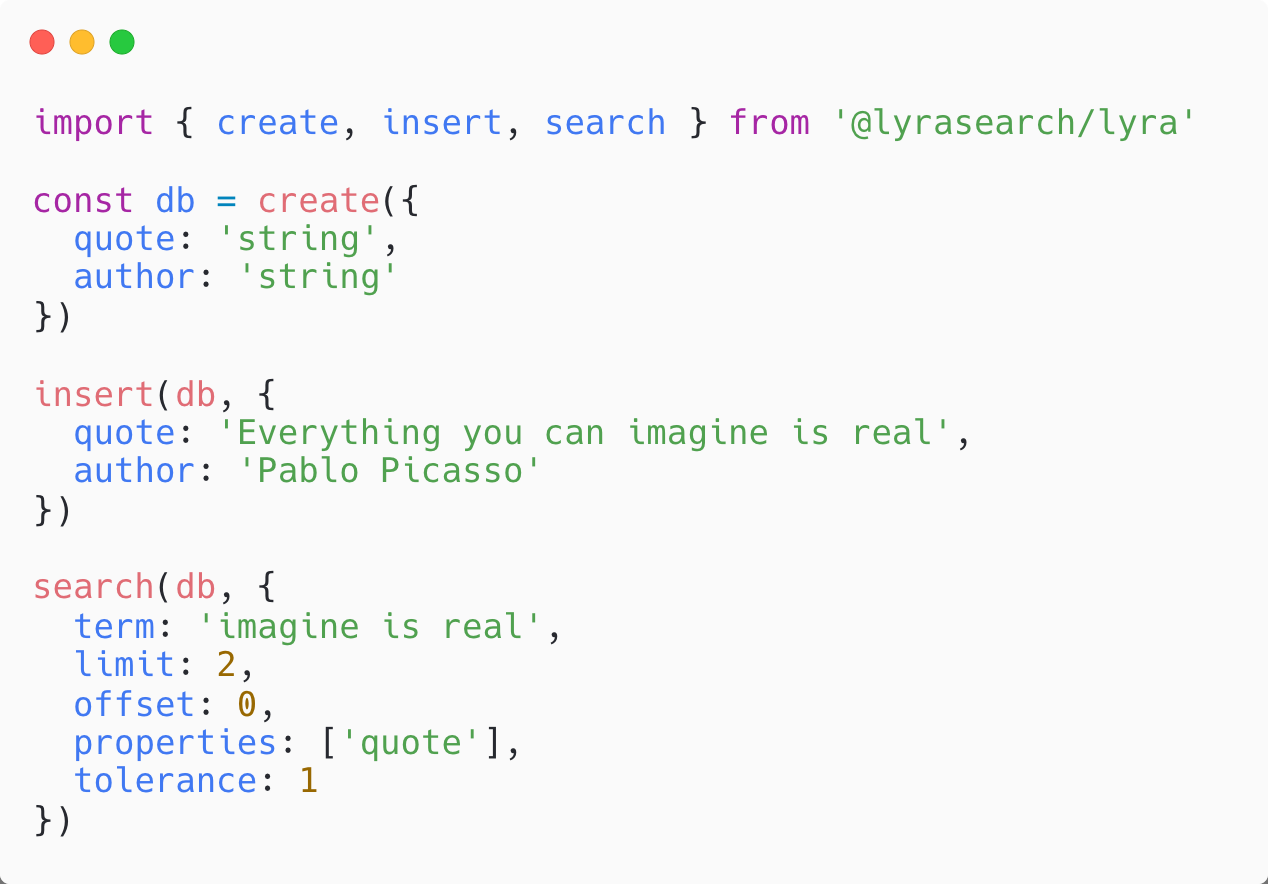 import { create, insert, search } from '@lyrasearch/lyra'

const db = create({
  quote: 'string',
  author: 'string'
})

insert(db, {
  quote: 'Everything you can imagine is real',
  author: 'Pablo Picasso'
})

search(db, {
  term: 'imagine is real',
  limit: 2,
  offset: 0,
  properties: ['quote'],
  tolerance: 1
})